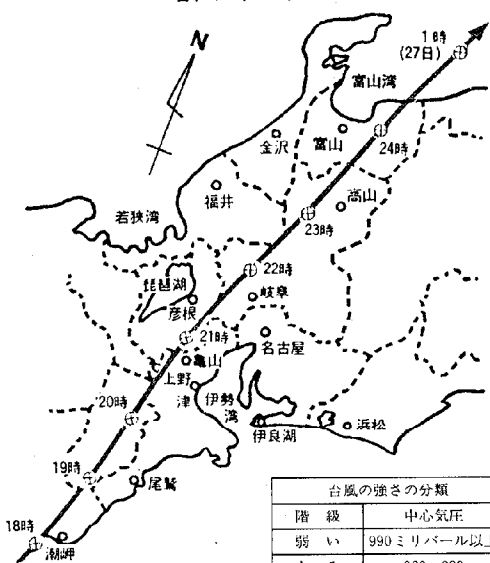 N
1時
(27日)
富山湾
24時
富山
金沢
高山
福井
23時
若狭湾
22時
岐阜
琵琶湖
彦根
21時
名古屋
亀山
上野
津
伊勢湾
20時
伊良湖
浜松
19時
尾鷲
18時
潮岬
台風の強さの分類
階 級 中心気圧
弱 い 990ミリバール以上